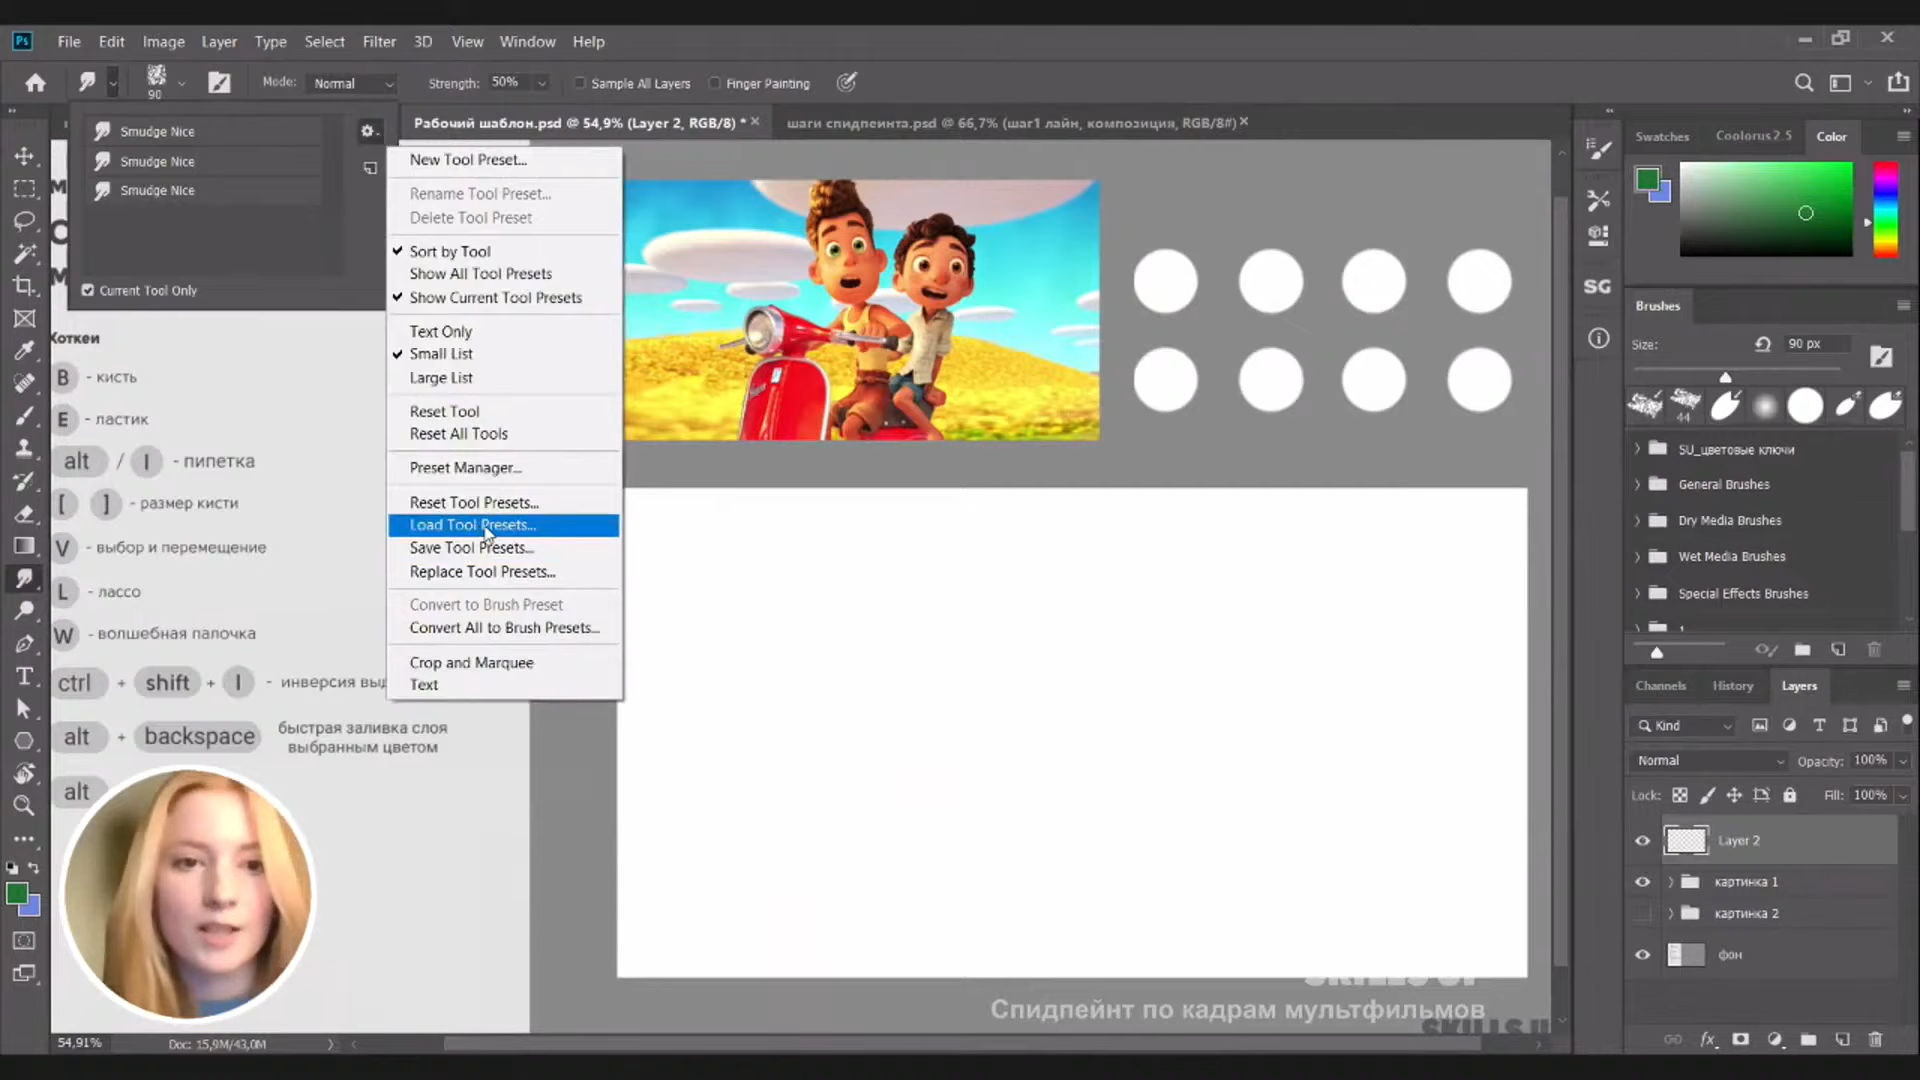 Ps File Edit Image Layer Type Select Filter 3D View Window Help
90 Mode: Normal Strength: 50% Sample All Layers Finger Painting
Smudge Nice
Smudge Nice
Smudge Nice
Current Tool Only
Рабочий шаблон.psd @ 54,9% (Layer 2, RGB/8) * ×
шаги спидпеинта.psd @ 66,7% (шаг1 лайн, композиция, RGB/8#) ×
New Tool Preset...
Rename Tool Preset...
Delete Tool Preset
Sort by Tool
Show All Tool Presets
Show Current Tool Presets
Text Only
Small List
Large List
Reset Tool
Reset All Tools
Preset Manager...
Reset Tool Presets...
Load Tool Presets...
Save Tool Presets...
Replace Tool Presets...
Convert to Brush Preset
Convert All to Brush Presets...
Crop and Marquee
Text
Хоткеи
B - кисть
E - ластик
alt / I - пипетка
[ ] - размер кисти
V - выбор и перемещение
L - лассо
W - волшебная палочка
ctrl + shift + I - инверсия выд
alt + backspace быстрая заливка слоя
выбранным цветом
alt
Спидпейнт по кадрам мультфильмов
54,91% Doc: 15,9M/43,0M
Swatches Coolorus 2.5 Color
SG
Brushes
Size: 90 px
44
SU_цветовые ключи
General Brushes
Dry Media Brushes
Wet Media Brushes
Special Effects Brushes
Channels History Layers
Kind
Normal Opacity: 100%
Lock: Fill: 100%
Layer 2
картинка 1
картинка 2
фон